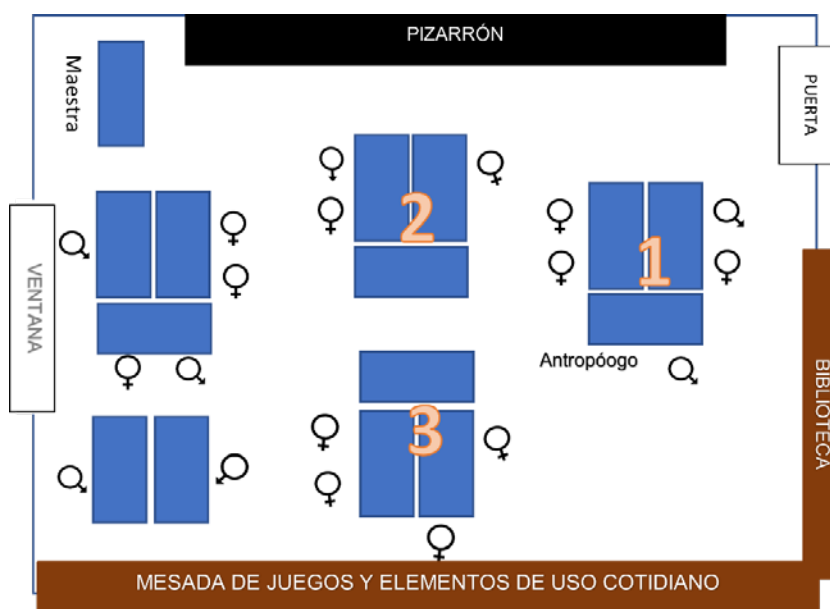 PIZARRÓN
Maestra
PUERTA
2
1
VENTANA
Antropóogo
BIBLIOTECA
3
MESADA DE JUEGOS Y ELEMENTOS DE USO COTIDIANO